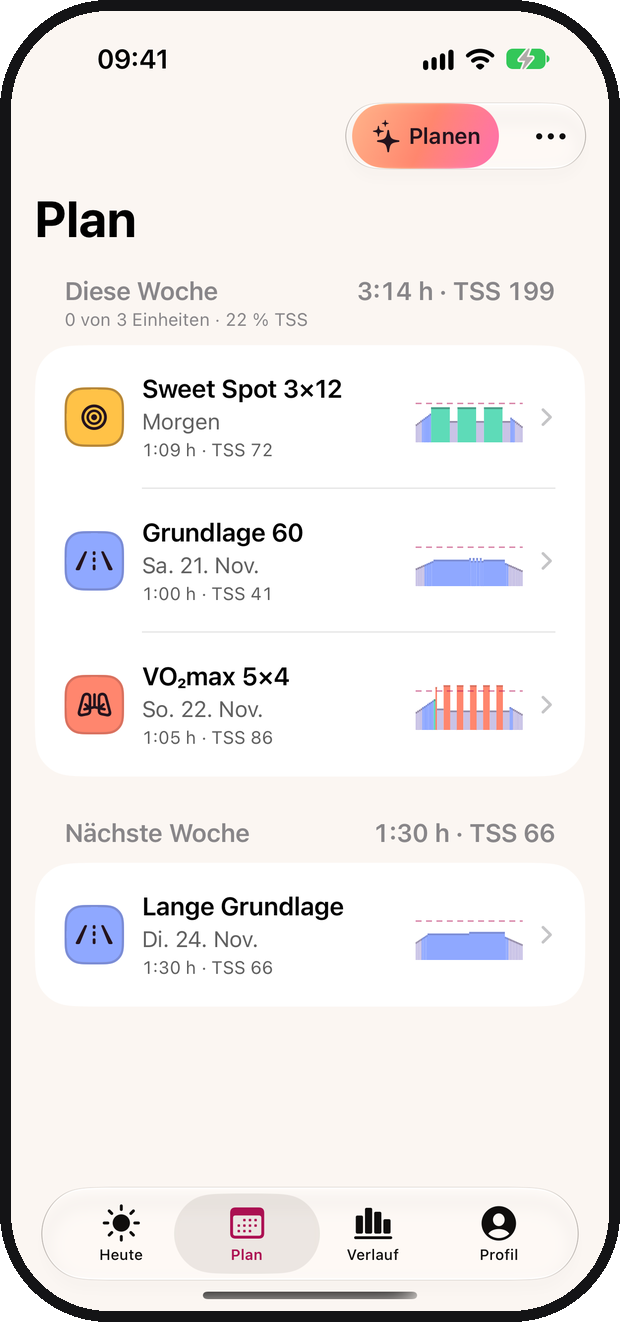 09:41
Planen
Plan
Diese Woche 3:14 h · TSS 199
0 von 3 Einheiten · 22 % TSS
Sweet Spot 3×12
Morgen
1:09 h · TSS 72
Grundlage 60
Sa. 21. Nov.
1:00 h · TSS 41
VO₂max 5×4
So. 22. Nov.
1:05 h · TSS 86
Nächste Woche 1:30 h · TSS 66
Lange Grundlage
Di. 24. Nov.
1:30 h · TSS 66
Heute Plan Verlauf Profil